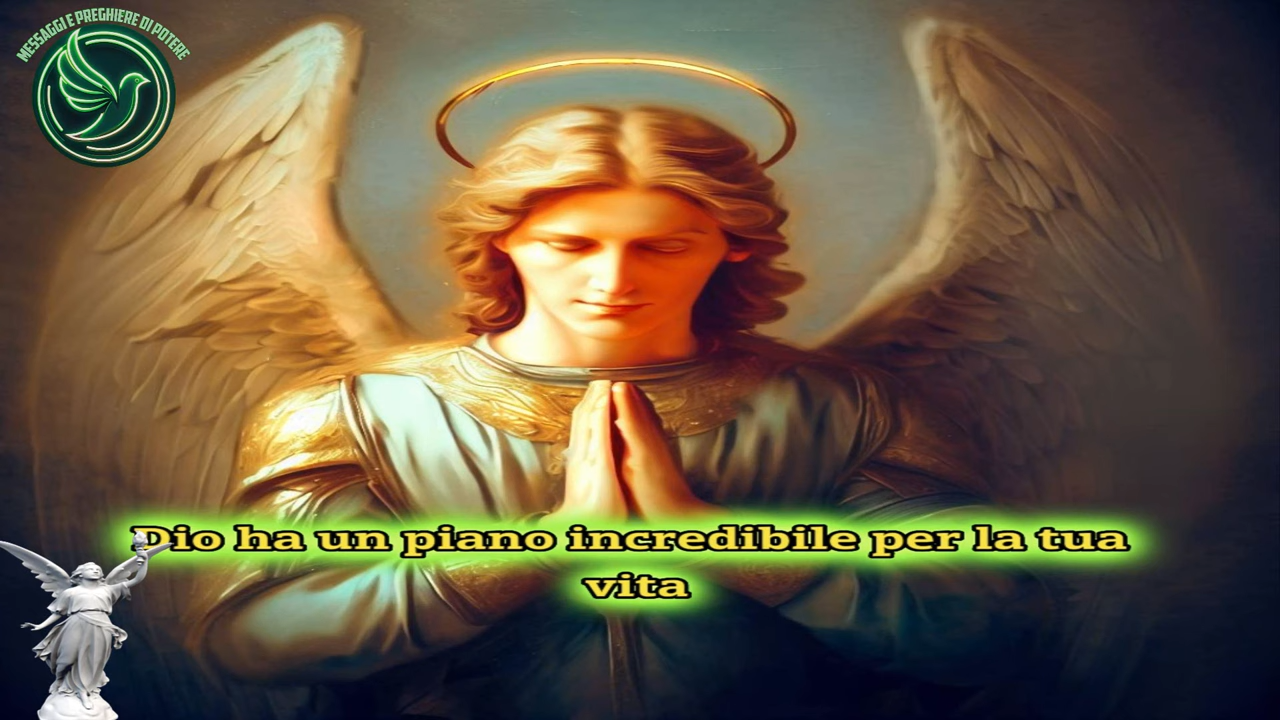 MESSAGGI E PREGHIERE DI POTERE
Dio ha un piano incredibile per la tua
vita